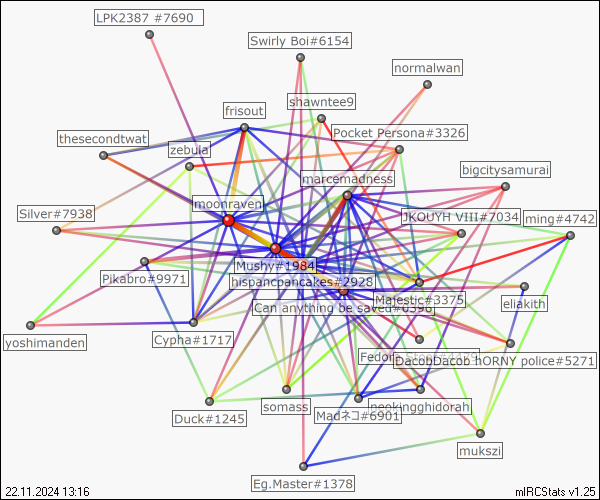 LPK2387 #7690
Swirly Boi#6154
normalwan
shawntee9
frisout
Pocket Persona#3326
thesecondtwat
zebula
bigcitysamurai
marcemadness
moonraven
Silver#7938
JKOUYH VIII#7034
ming#4742
Mushy#1984
Pikabro#9971
hispancpancakes#2928
Majestic#3375
eliakith
Can anything be saved#0396
yoshimanden
Cypha#1717
DacobDacob
hORNY police#5271
somass
neokingghidorah
Duck#1245
Madネコ#6901
mukszi
Eg.Master#1378
22.11.2024 13:16
mIRCStats v1.25